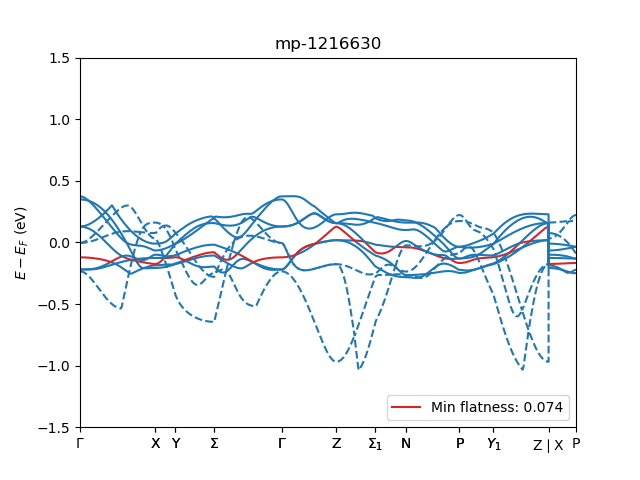 mp-1216630
E − E_F (eV)
1.5
1.0
0.5
0.0
−0.5
−1.0
−1.5
Min flatness: 0.074
Γ X Y Σ Γ Z Σ₁ N P Y₁ Z | X P